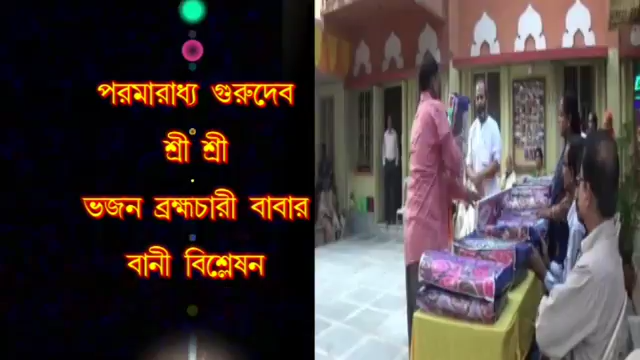 পরমারাধ্য গুরুদেব
শ্রী শ্রী
ভজন ব্রহ্মচারী বাবার
বানী বিশ্লেষন